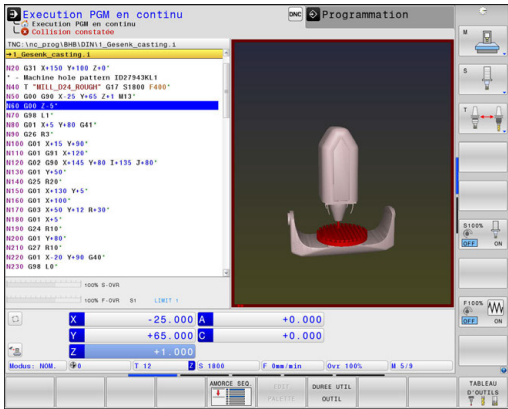 Execution PGM en continu
DNC
Programmation
Execution PGM en continu
Collision constatée
TNC:\nc_prog\BHB\DIN\1_Gesenk_casting.i
→1_Gesenk_casting.i
N20 G31 X+150 Y+100 Z+0*
* - Machine hole pattern ID27943KL1
N40 T "MILL_D24_ROUGH" G17 S1800 F400*
N50 G00 G90 X-25 Y+65 Z+1 M13*
N60 G00 Z-5*
N70 G98 L1*
N80 G01 X+5 Y+80 G41*
N90 G26 R3*
N100 G01 X+15 Y+90*
N110 G01 G91 X+120*
N120 G02 G90 X+145 Y+80 I+135 J+80*
N130 G01 Y+50*
N140 G25 R20*
N150 G01 X+130 Y+5*
N160 G01 X+100*
N170 G03 X+50 Y+12 R+30*
N180 G01 X+5*
N190 G24 R10*
N200 G01 Y+80*
N210 G27 R10*
N220 G01 X-20 Y+90 G40*
N230 G98 L0*
100% S-OVR
100% F-OVR S1 LIMIT 1
X -25.000 A +0.000
Y +65.000 C +0.000
Z +1.000
Modus: NOM. 0 T 12 Z S 1800 F 0mm/min Ovr 100% M 5/9
M
S
T
S100%
OFF ON
F100%
OFF ON
AMORCE SEQ.
EDIT. PALETTE
DUREE UTIL OUTIL
TABLEAU D'OUTILS